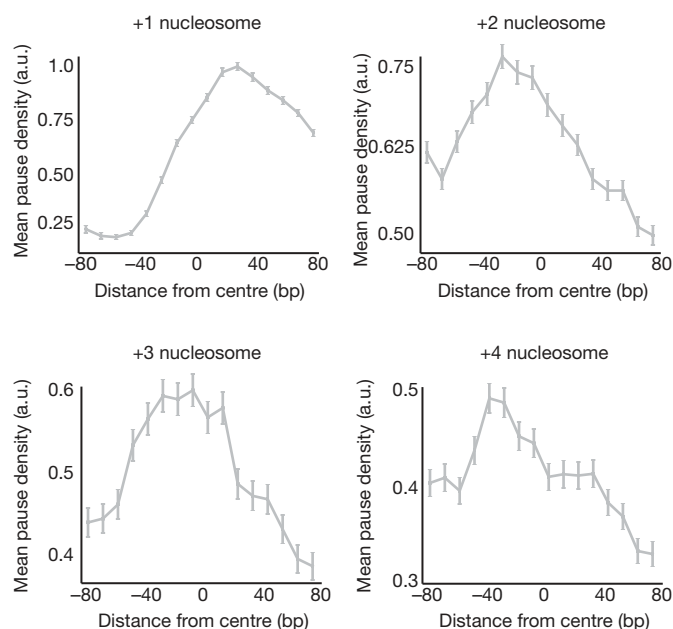 +1 nucleosome
Mean pause density (a.u.)
1.0
0.75
0.50
0.25
–80 –40 0 40 80
Distance from centre (bp)
+2 nucleosome
Mean pause density (a.u.)
0.75
0.625
0.50
–80 –40 0 40 80
Distance from centre (bp)
+3 nucleosome
Mean pause density (a.u.)
0.6
0.5
0.4
–80 –40 0 40 80
Distance from centre (bp)
+4 nucleosome
Mean pause density (a.u.)
0.5
0.4
0.3
–80 –40 0 40 80
Distance from centre (bp)